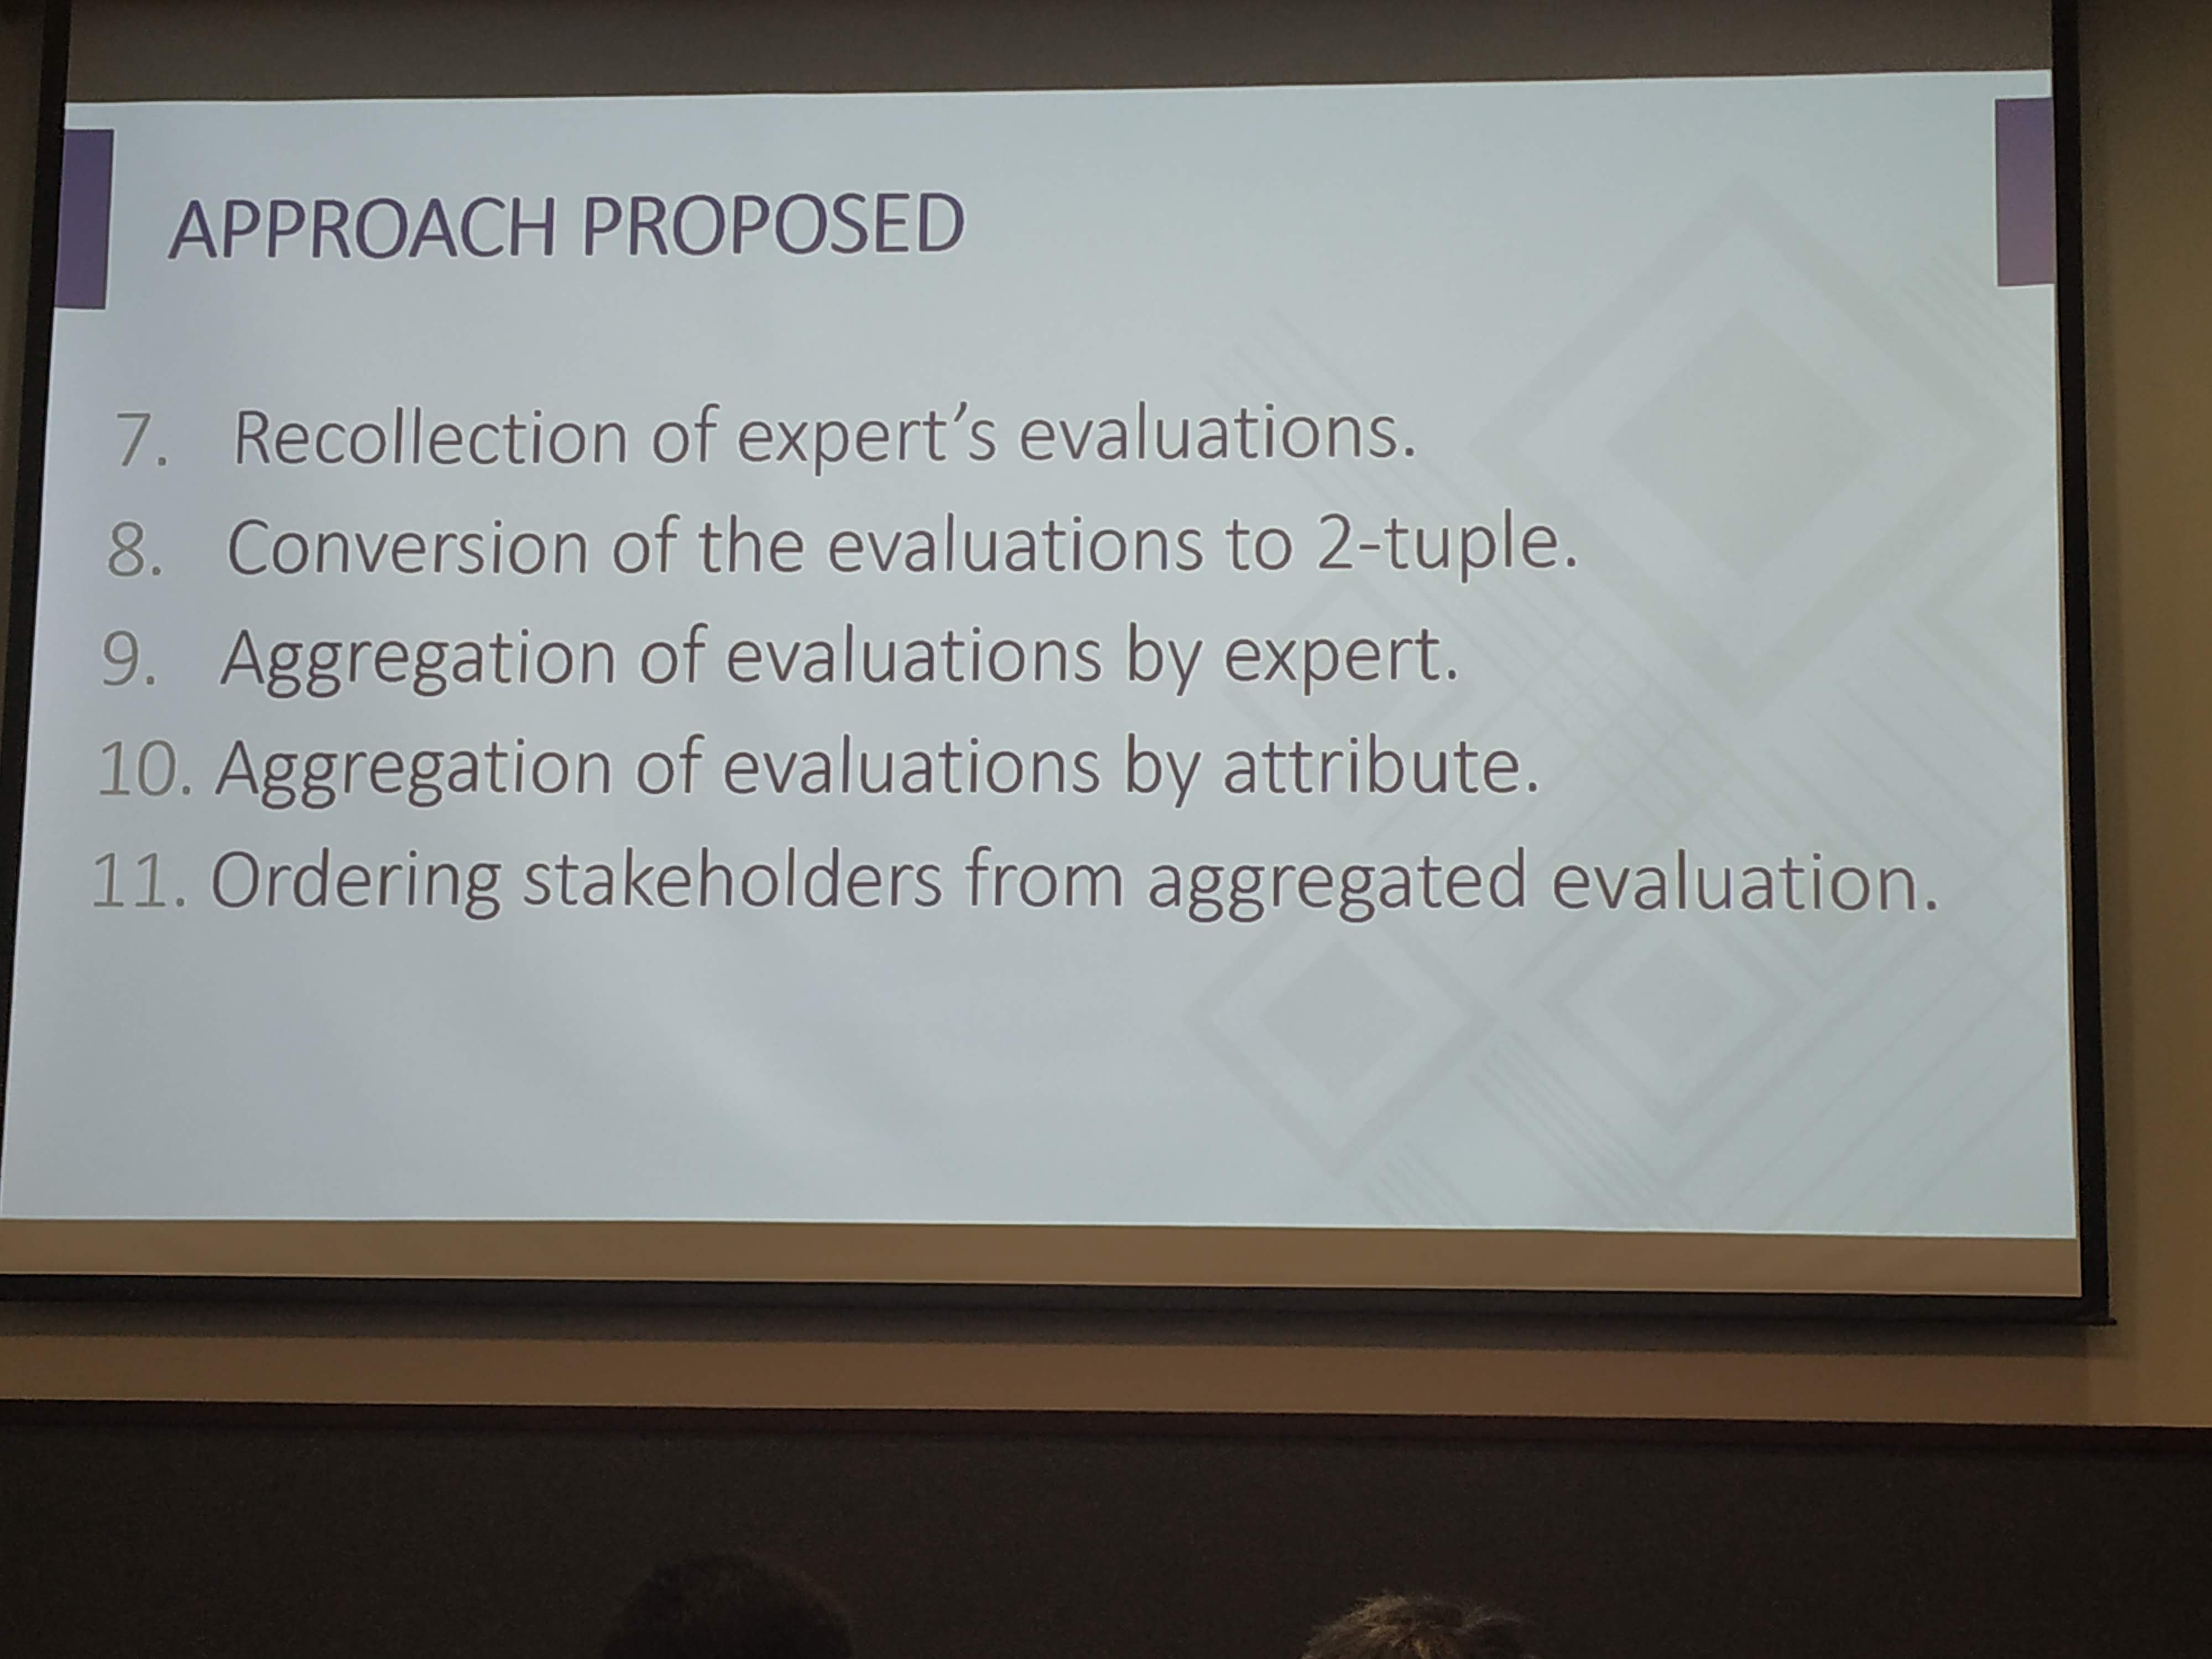 APPROACH PROPOSED
7. Recollection of expert’s evaluations.
8. Conversion of the evaluations to 2-tuple.
9. Aggregation of evaluations by expert.
10. Aggregation of evaluations by attribute.
11. Ordering stakeholders from aggregated evaluation.